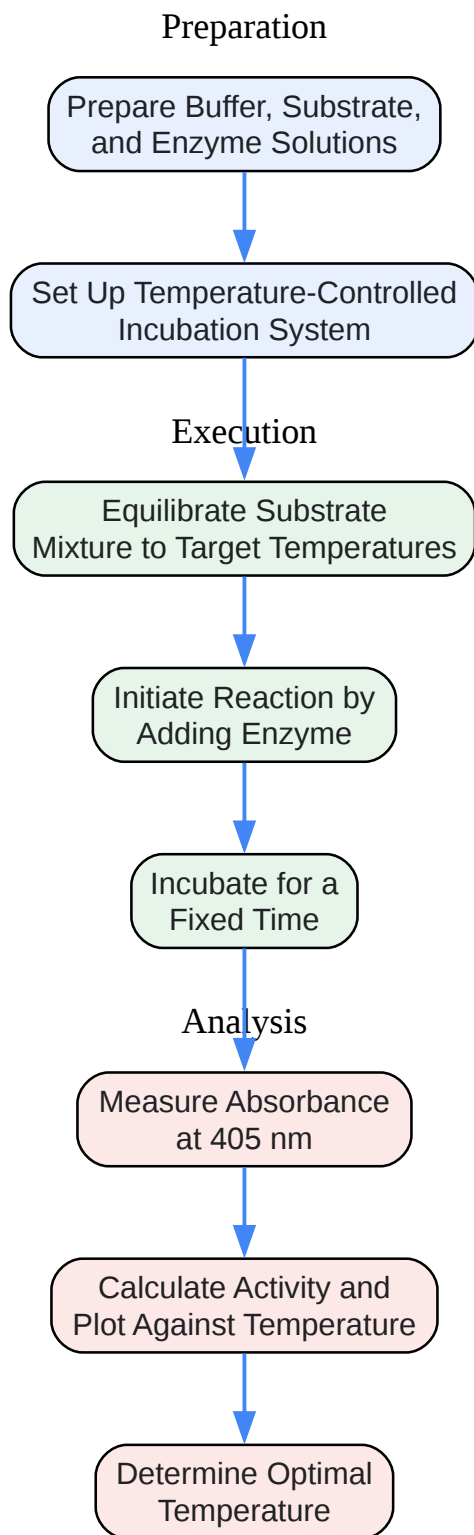 Preparation
Prepare Buffer, Substrate,
and Enzyme Solutions
Set Up Temperature-Controlled
Incubation System
Execution
Equilibrate Substrate
Mixture to Target Temperatures
Initiate Reaction by
Adding Enzyme
Incubate for a
Fixed Time
Analysis
Measure Absorbance
at 405 nm
Calculate Activity and
Plot Against Temperature
Determine Optimal
Temperature